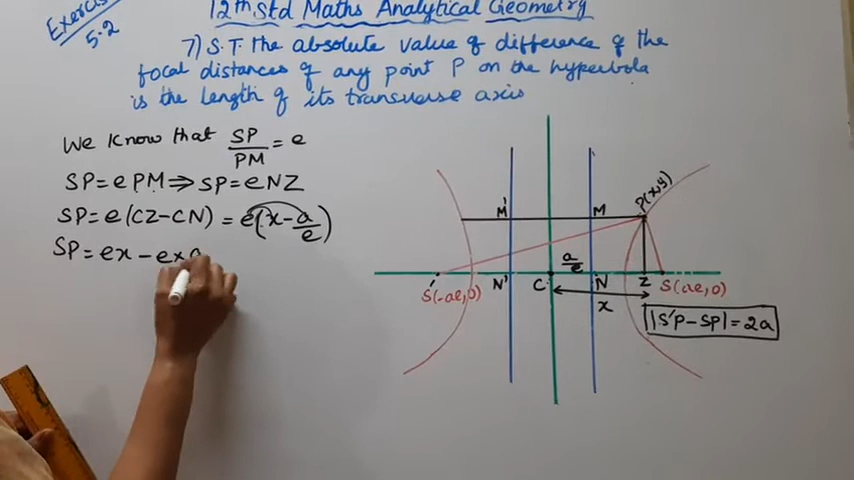 Exercise 5.2
12th Std Maths Analytical Geometry
7) S.T. the absolute value of difference of the
focal distances of any point P on the hyperbola
is the length of its transverse axis
We know that SP/PM = e
SP = e PM ⇒ SP = e NZ
SP = e(CZ - CN) = e(x - a/e)
SP = ex - e × a
P(x,y)
M' M
a/e
S'(-ae,0) N' C N Z S(ae,0)
x
|S'P - SP| = 2a